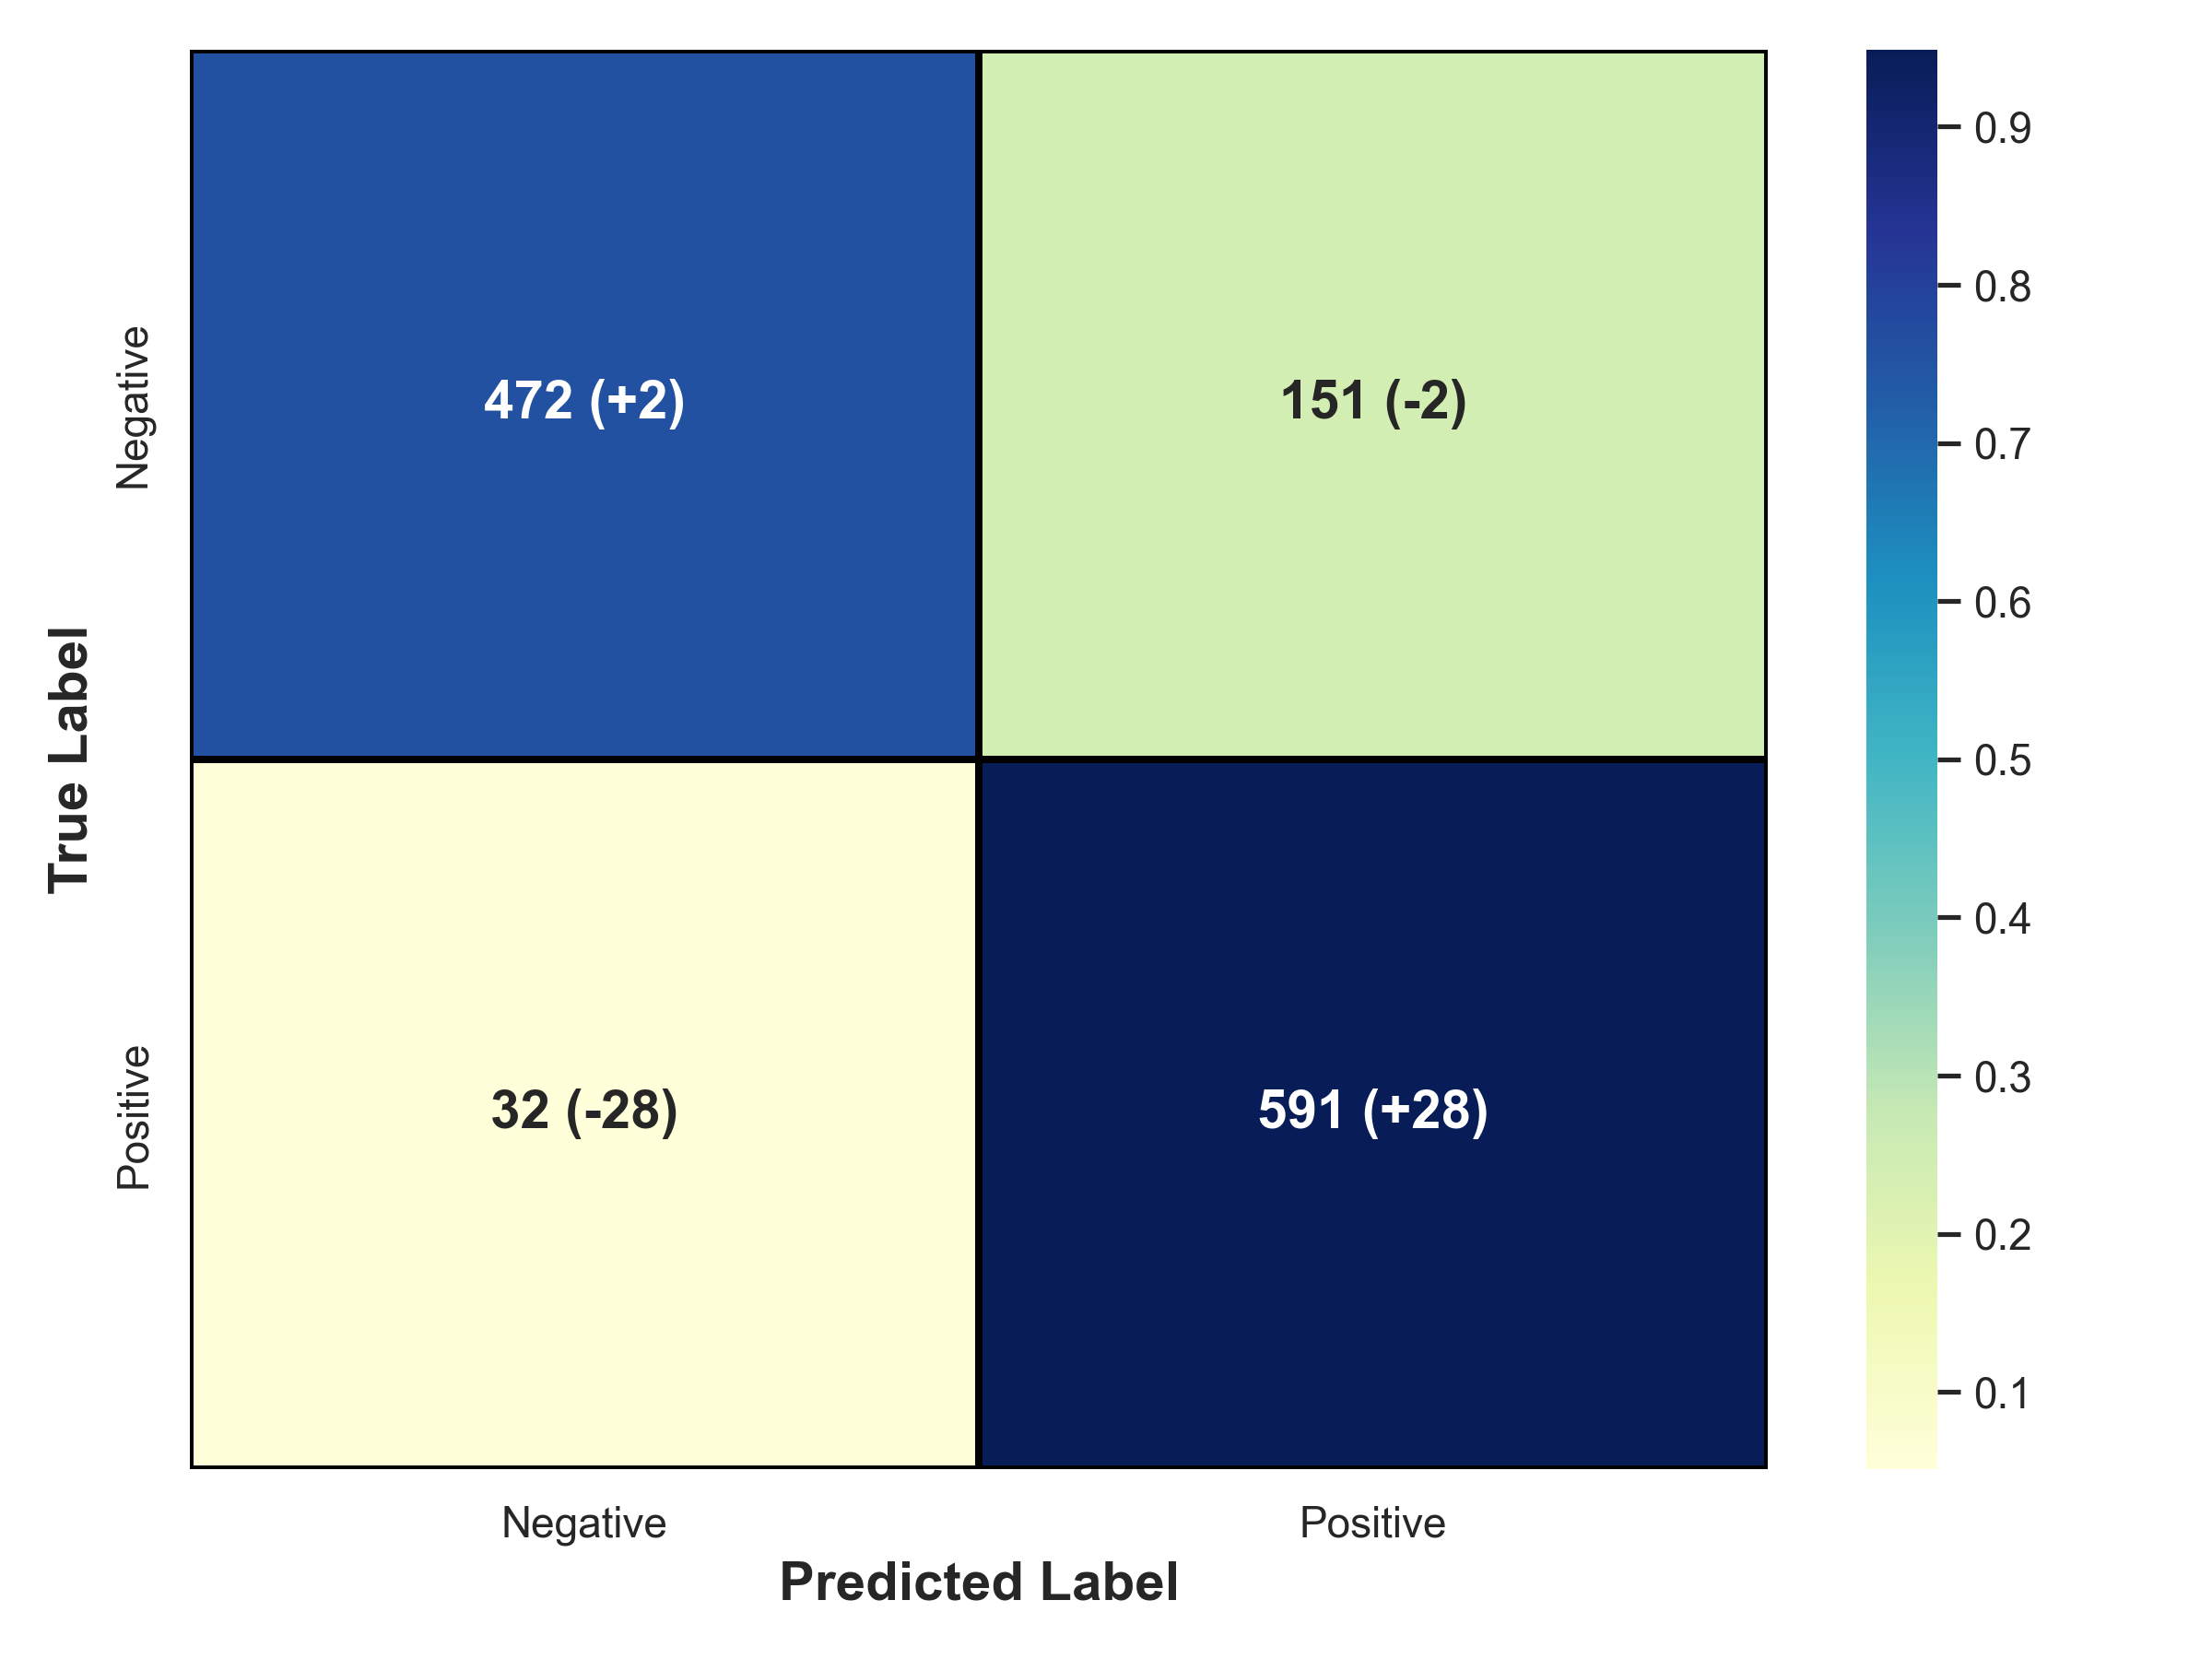 True Label
Negative
Positive
472 (+2)
151 (-2)
32 (-28)
591 (+28)
Negative
Positive
Predicted Label
0.9
0.8
0.7
0.6
0.5
0.4
0.3
0.2
0.1